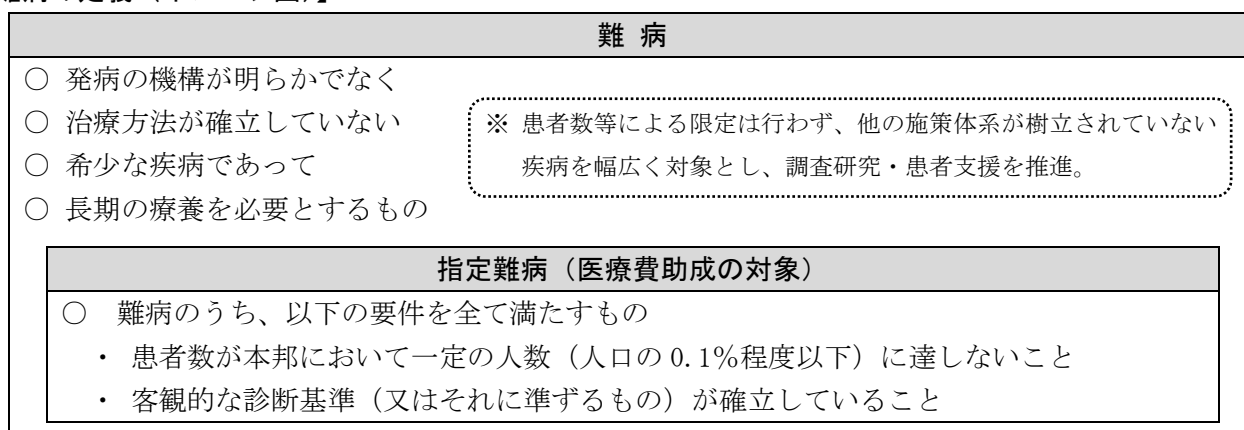 難 病
○ 発病の機構が明らかでなく
○ 治療方法が確立していない
○ 希少な疾病であって
○ 長期の療養を必要とするもの
※ 患者数等による限定は行わず、他の施策体系が樹立されていない
疾病を幅広く対象とし、調査研究・患者支援を推進。
指定難病（医療費助成の対象）
○ 難病のうち、以下の要件を全て満たすもの
・ 患者数が本邦において一定の人数（人口の 0.1％程度以下）に達しないこと
・ 客観的な診断基準（又はそれに準ずるもの）が確立していること